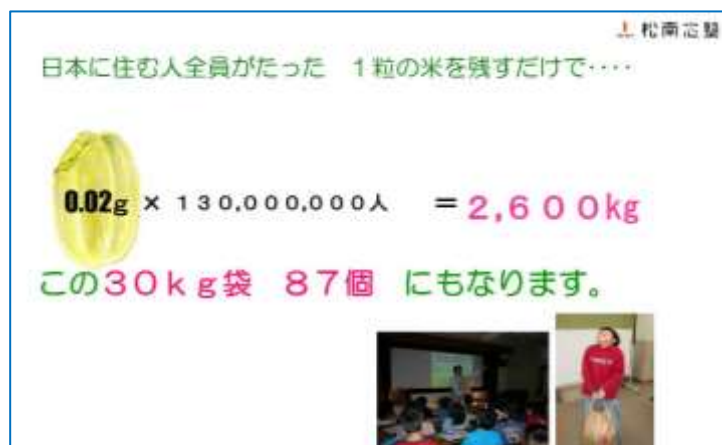 松南志塾
日本に住む人全員がたった　１粒の米を残すだけで‥‥
0.02g × １３０,０００,０００人 ＝２,６００kg
この３０ｋｇ袋　８７個　にもなります。